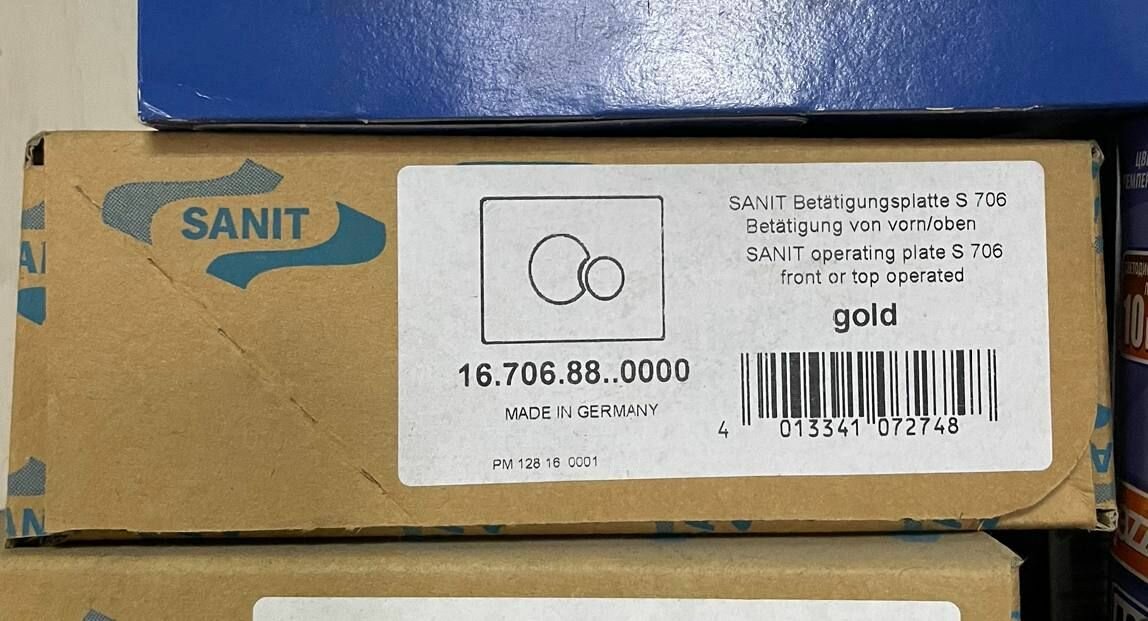 SANIT
SANIT Betätigungsplatte S 706
Betätigung von vorn/oben
SANIT operating plate S 706
front or top operated
gold
16.706.88..0000
MADE IN GERMANY
4 013341 072748
PM 128 16 0001
10